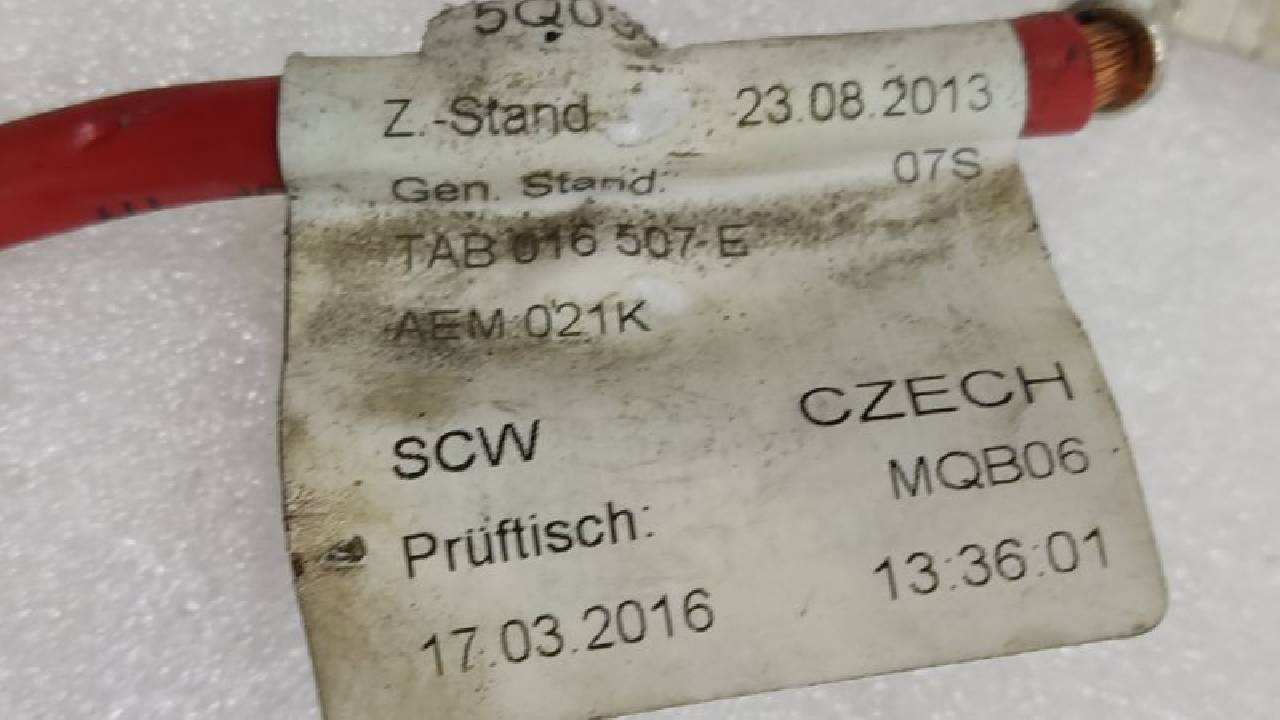 5Q0
Z.-Stand 23.08.2013
Gen. Stand: 07S
TAB 016 507 E
AEM 021K
SCW CZECH
Prüftisch: MQB06
17.03.2016 13:36:01